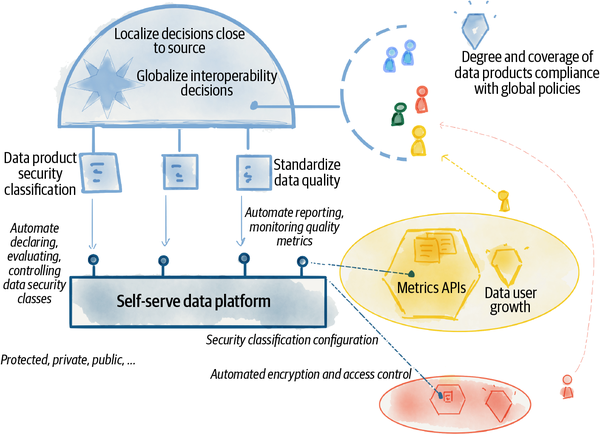 Localize decisions close
to source
Globalize interoperability
decisions
Degree and coverage of
data products compliance
with global policies
Data product
security
classification
Standardize
data quality
Automate
declaring,
evaluating,
controlling
data security
classes
Automate reporting,
monitoring quality
metrics
Self-serve data platform
Metrics APIs
Data user
growth
Security classification configuration
Protected, private, public, ...
Automated encryption and access control